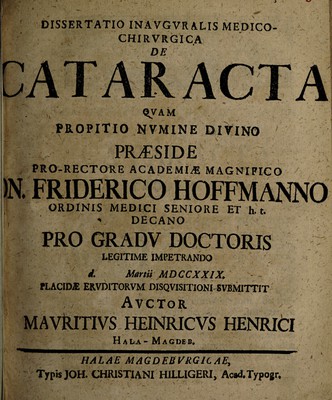 DISSERTATIO INAVGVRALIS MEDICO-
CHIRVRGICA
DE
CATARACTA
QVAM
PROPITIO NVMINE DIVINO
PRÆSIDE
PRO-RECTORE ACADEMIÆ MAGNIFICO
ON. FRIDERICO HOFFMANNO
ORDINIS MEDICI SENIORE ET h. t.
DECANO
PRO GRADV DOCTORIS
LEGITIME IMPETRANDO
d. Martii MDCCXXIX.
PLACIDÆ ERVDITORVM DISQVISITIONI SVBMITTIT
AVCTOR
MAVRITIVS HEINRICVS HENRICI
HALA-MAGDEB.
HALAE MAGDEBVRGICAE,
Typis JOH. CHRISTIANI HILLIGERI, Acad. Typogr.